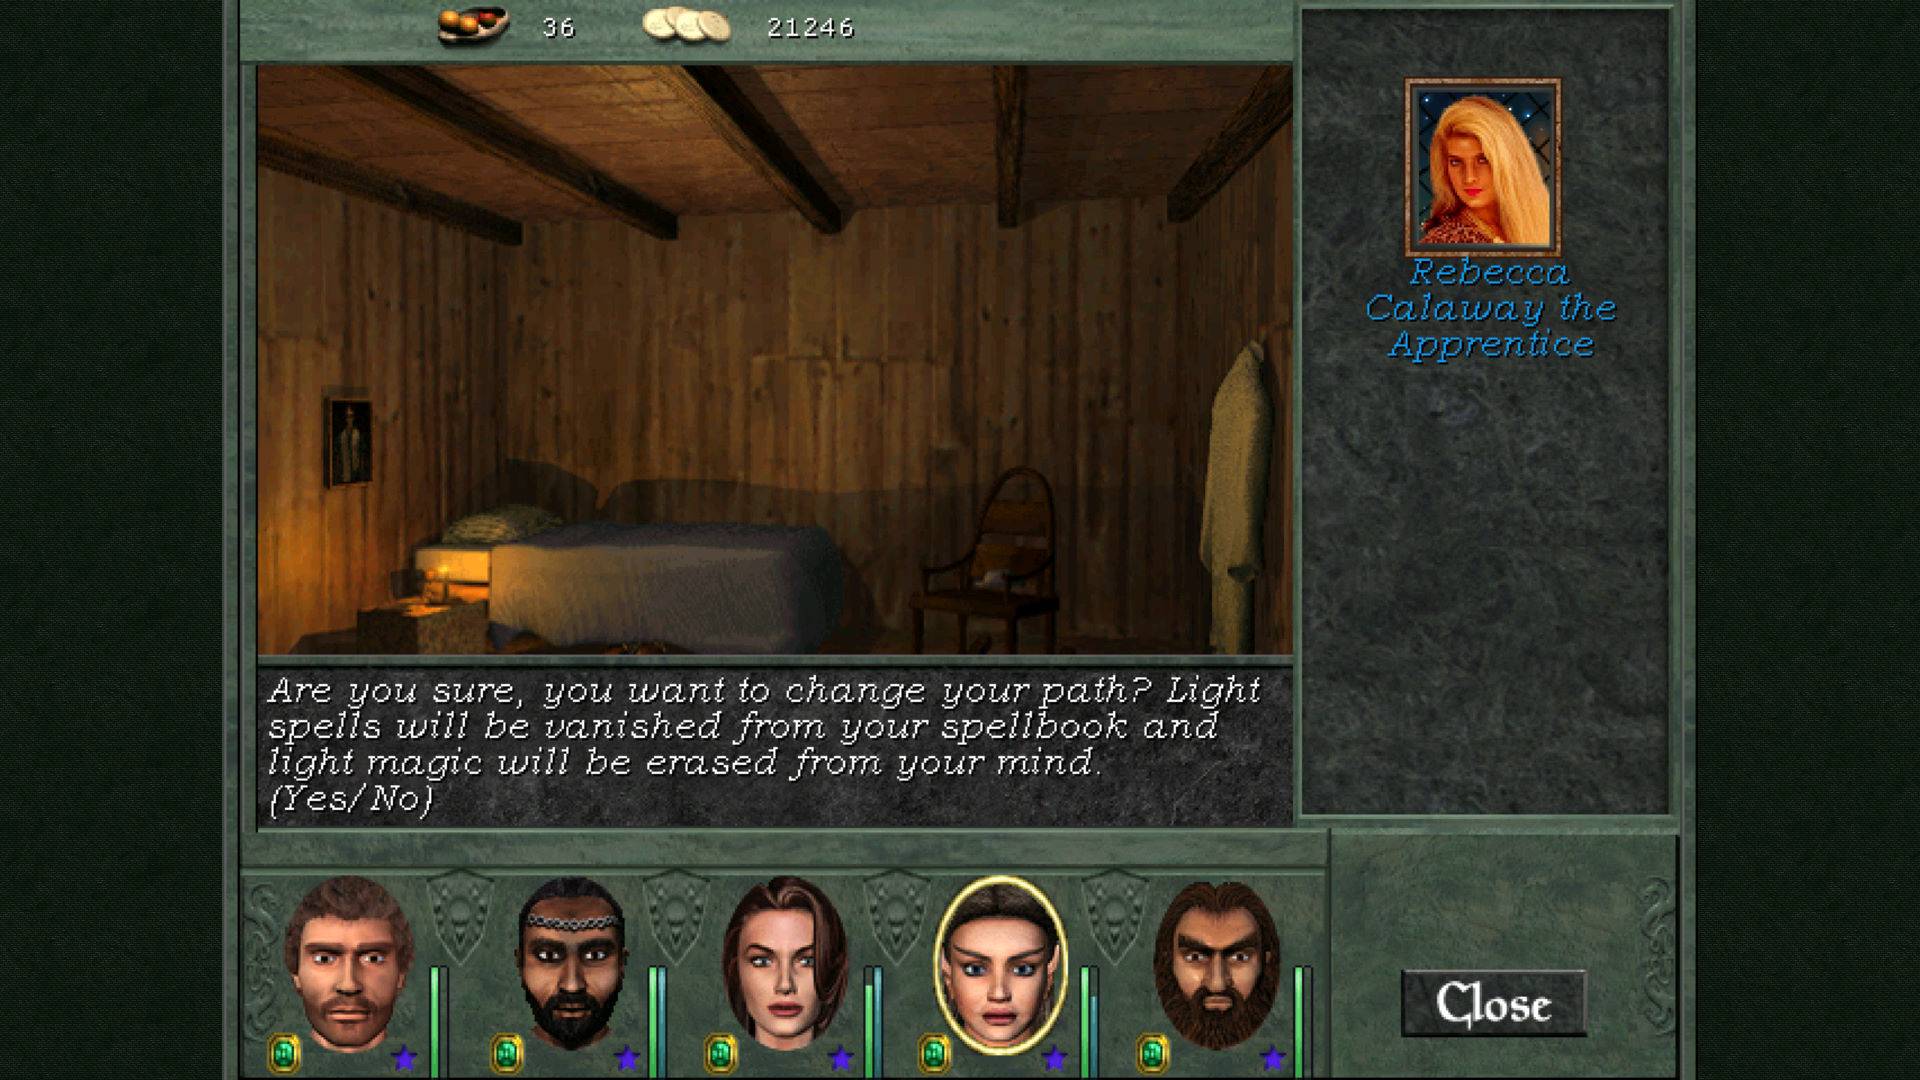 36
21246
Rebecca
Calaway the
Apprentice
Are you sure, you want to change your path? Light
spells will be vanished from your spellbook and
light magic will be erased from your mind.
(Yes/No)
Close